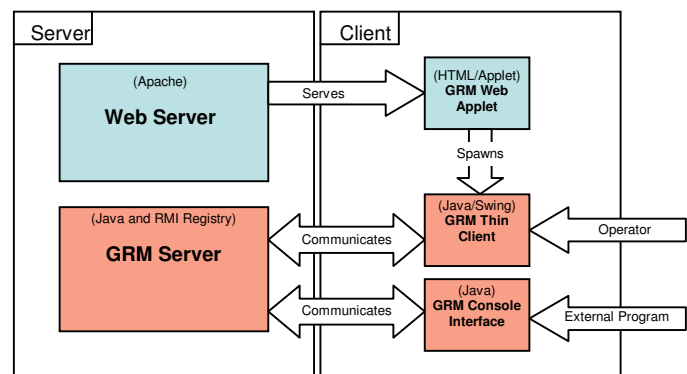 Server
Client
(Apache)
Web Server
Serves
(HTML/Applet)
GRM Web
Applet
Spawns
(Java and RMI Registry)
GRM Server
Communicates
(Java/Swing)
GRM Thin
Client
Operator
Communicates
(Java)
GRM Console
Interface
External Program